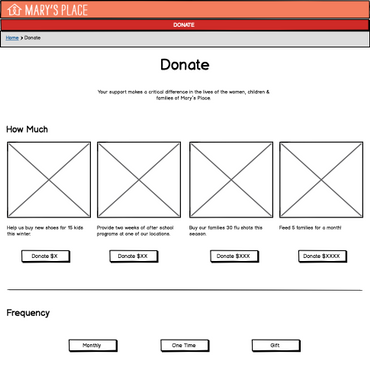 MARY'S PLACE
DONATE
Home > Donate
Donate
Your support makes a critical difference in the lives of the women, children &
families of Mary's Place.
How Much
Help us buy new shoes for 15 kids
this winter.
Provide two weeks of after school
programs at one of our locations.
Buy our families 30 flu shots this
season.
Feed 5 families for a month!
Donate $X
Donate $XX
Donate $XXX
Donate $XXXX
Frequency
Monthly
One Time
Gift